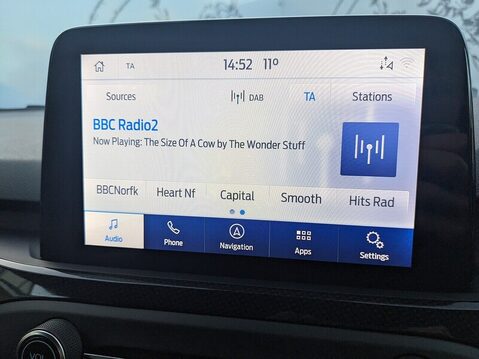 TA 14:52 11°
Sources DAB TA Stations
BBC Radio2
Now Playing: The Size Of A Cow by The Wonder Stuff
BBCNorfk Heart Nf Capital Smooth Hits Rad
Audio Phone Navigation Apps Settings
VOL